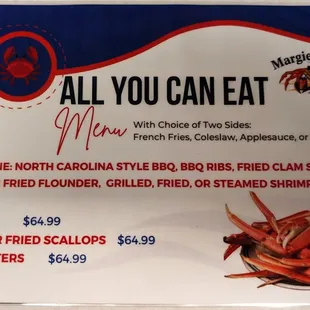 Margie
ALL YOU CAN EAT
Menu
With Choice of Two Sides:
French Fries, Coleslaw, Applesauce, or
NE: NORTH CAROLINA STYLE BBQ, BBQ RIBS, FRIED CLAM S
FRIED FLOUNDER, GRILLED, FRIED, OR STEAMED SHRIMP
$64.99
R FRIED SCALLOPS $64.99
TERS $64.99